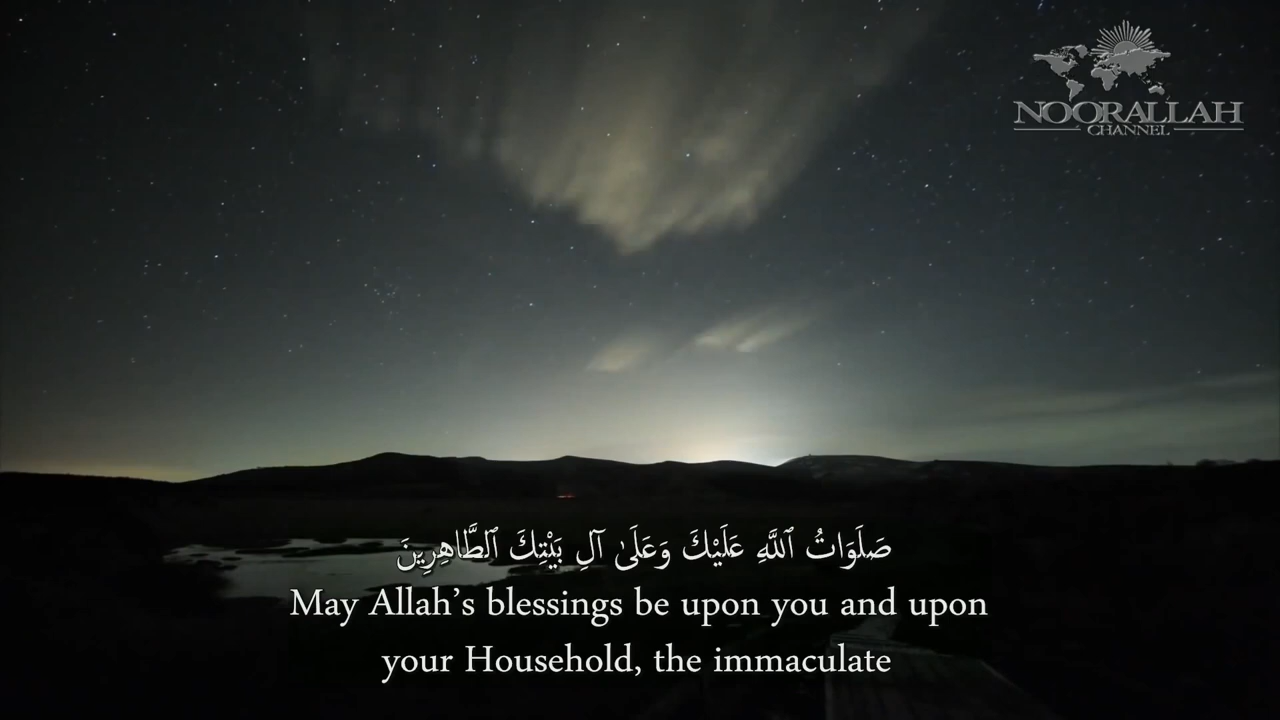 NOORALLAH
CHANNEL
صَلَوَاتُ ٱللَّهِ عَلَيْكَ وَعَلَىٰ آلِ بَيْتِكَ ٱلطَّاهِرِينَ
May Allah's blessings be upon you and upon
your Household, the immaculate